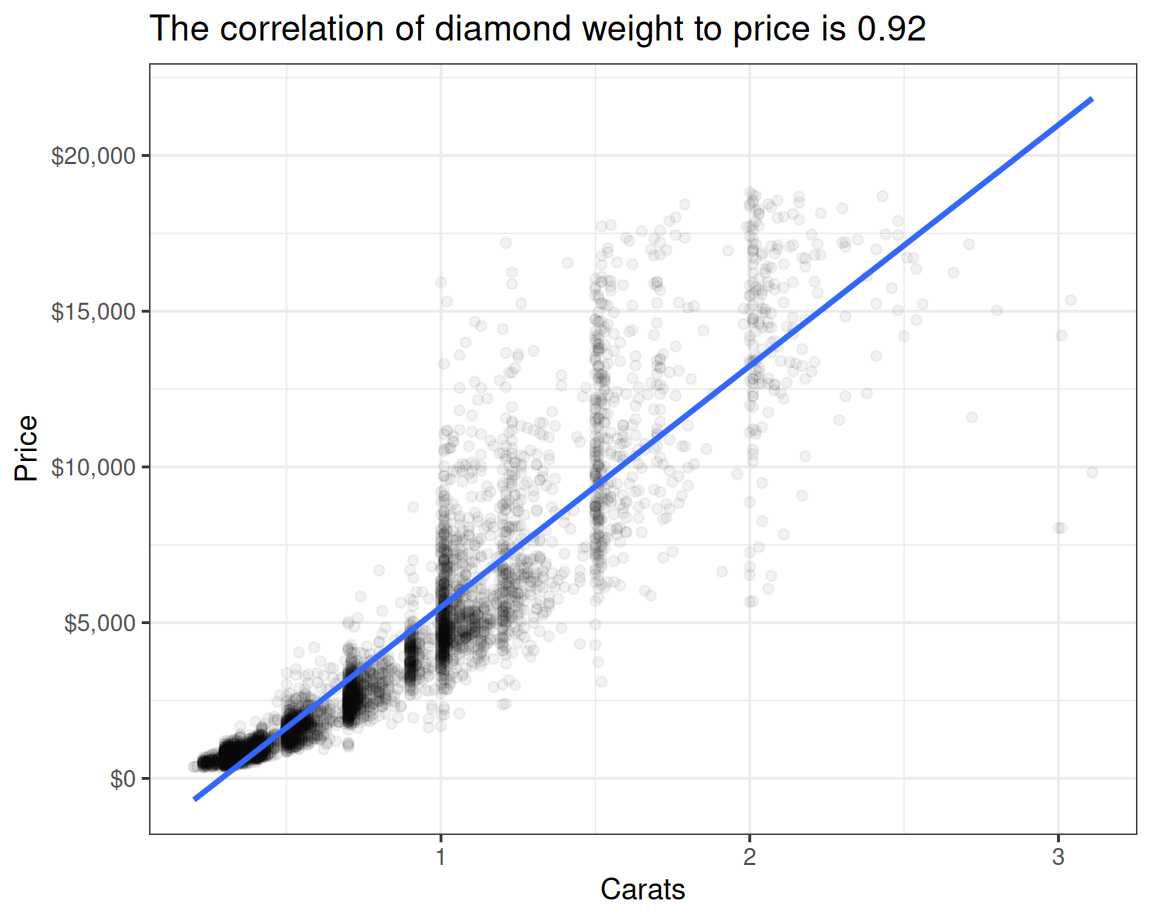 The correlation of diamond weight to price is 0.92
$20,000
$15,000
$10,000
$5,000
$0
Price
1 2 3
Carats